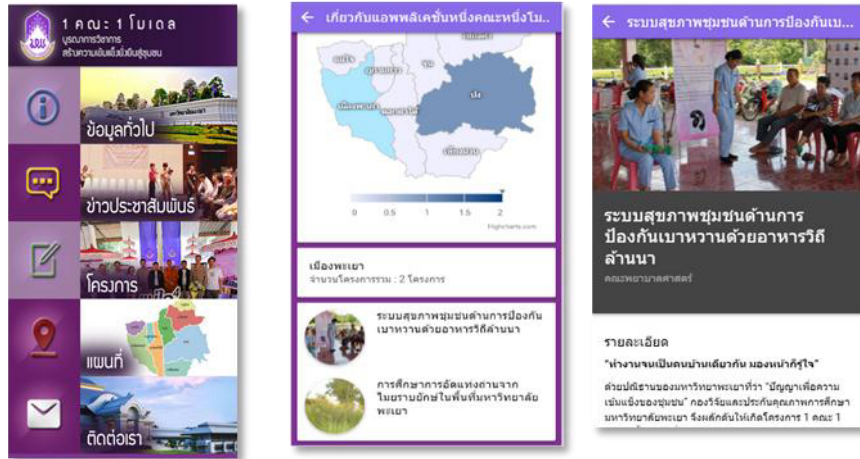 1 คณะ : 1 โมเดล
บูรณาการวิชาการ
สร้างความเข้มแข็งยั่งยืนสู่ชุมชน
ข้อมูลทั่วไป
ข่าวประชาสัมพันธ์
โครงการ
แผนที่
ติดต่อเรา
เกี่ยวกับแอพพลิเคชั่นหนึ่งคณะหนึ่งโม..
จุน
ปง
เชียงม่วน
0 0.5 1 1.5 2
Highcharts.com
เมืองพะเยา
จำนวนโครงการรวม : 2 โครงการ
ระบบสุขภาพชุมชนด้านการป้องกัน
เบาหวานด้วยอาหารวิถีล้านนา
การศึกษาการอัดแท่งถ่านจาก
ไมยราบยักษ์ในพื้นที่มหาวิทยาลัย
พะเยา
ระบบสุขภาพชุมชนด้านการป้องกันเบ...
ระบบสุขภาพชุมชนด้านการ
ป้องกันเบาหวานด้วยอาหารวิถี
ล้านนา
คณะพยาบาลศาสตร์
รายละเอียด
"ทำงานจนเป็นคนบ้านเดียวกัน มองหน้าก็รู้ใจ"
ด้วยปณิธานของมหาวิทยาพะเยาที่ว่า "ปัญญาเพื่อความ
เข้มแข็งของชุมชน" กองวิจัยและประกันคุณภาพการศึกษา
มหาวิทยาลัยพะเยา จึงผลักดันให้เกิดโครงการ 1 คณะ 1